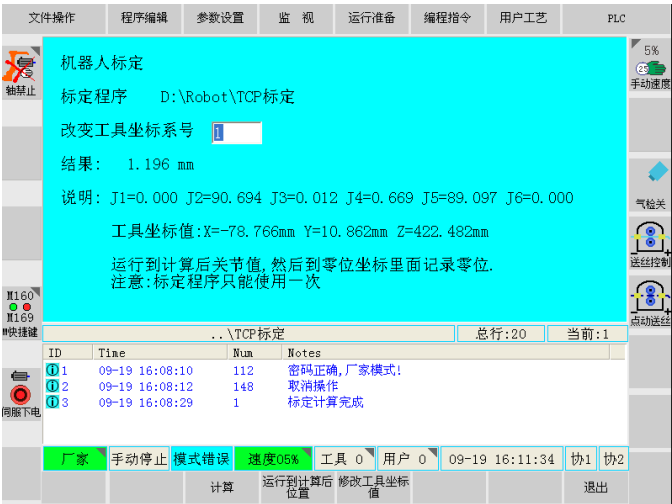 文件操作 程序编辑 参数设置 监 视 运行准备 编程指令 用户工艺 PLC
轴禁止
5%
25
手动速度
机器人标定
标定程序 D:\Robot\TCP标定
改变工具坐标系号 1
结果: 1.196 mm
说明: J1=0.000 J2=90.694 J3=0.012 J4=0.669 J5=89.097 J6=0.000
工具坐标值:X=-78.766mm Y=10.862mm Z=422.482mm
运行到计算后关节值,然后到零位坐标里面记录零位.
注意:标定程序只能使用一次
气检关
送丝控制
点动送丝
M160
M169
M快捷键
伺服下电
..\TCP标定 总行:20 当前:1
ID Time Num Notes
1 09-19 16:08:10 112 密码正确,厂家模式!
2 09-19 16:08:12 148 取消操作
3 09-19 16:08:29 1 标定计算完成
厂家 手动停止 模式错误 速度05% 工具 0 用户 0 09-19 16:11:34 协1 协2
计算 运行到计算后位置 修改工具坐标值 退出